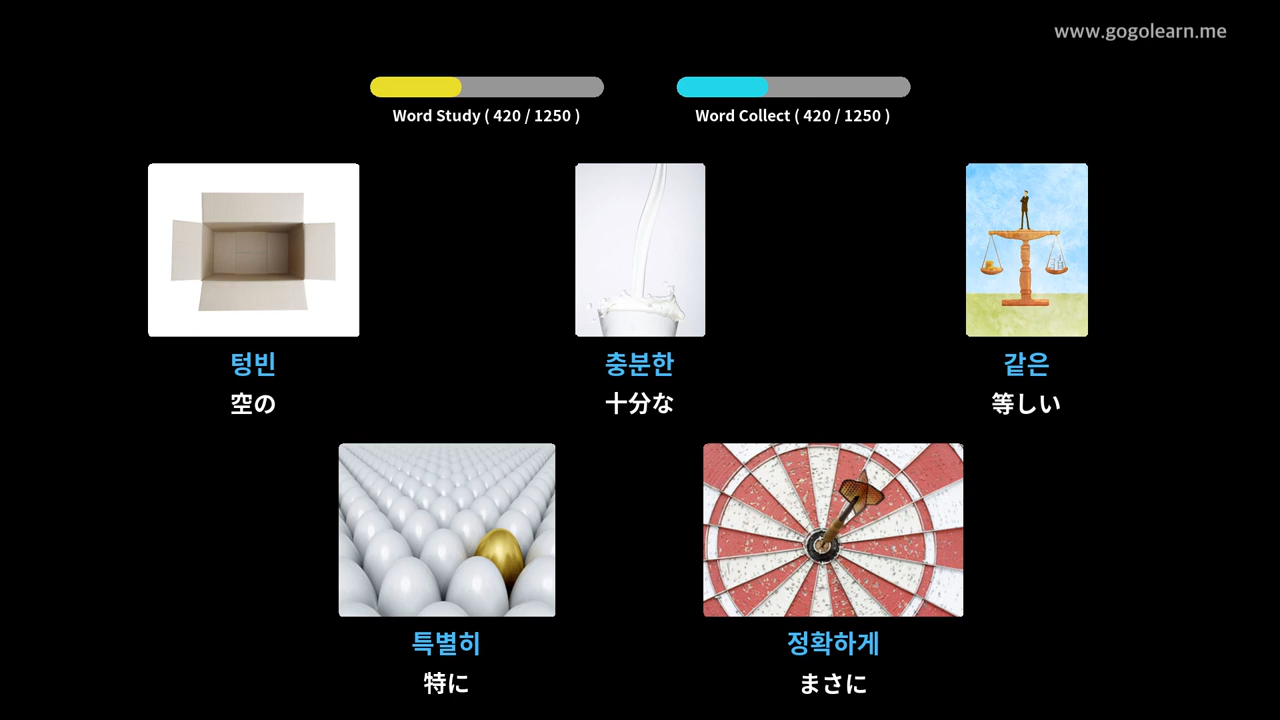 www.gogolearn.me
Word Study ( 420 / 1250 )
Word Collect ( 420 / 1250 )
텅빈
空の
충분한
十分な
같은
等しい
특별히
特に
정확하게
まさに